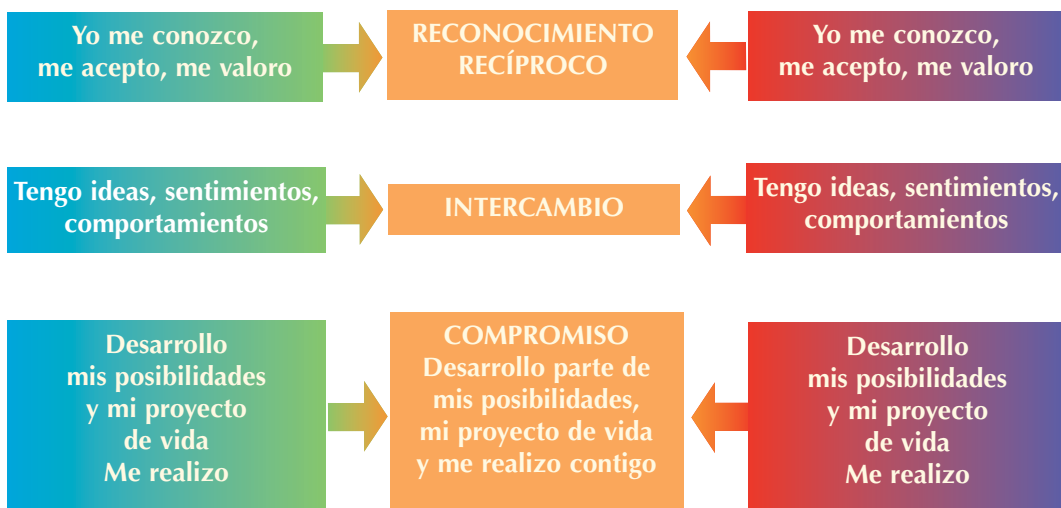 Yo me conozco,
me acepto, me valoro
RECONOCIMIENTO
RECÍPROCO
Yo me conozco,
me acepto, me valoro
Tengo ideas, sentimientos,
comportamientos
INTERCAMBIO
Tengo ideas, sentimientos,
comportamientos
Desarrollo
mis posibilidades
y mi proyecto
de vida
Me realizo
COMPROMISO
Desarrollo parte de
mis posibilidades,
mi proyecto de vida
y me realizo contigo
Desarrollo
mis posibilidades
y mi proyecto
de vida
Me realizo